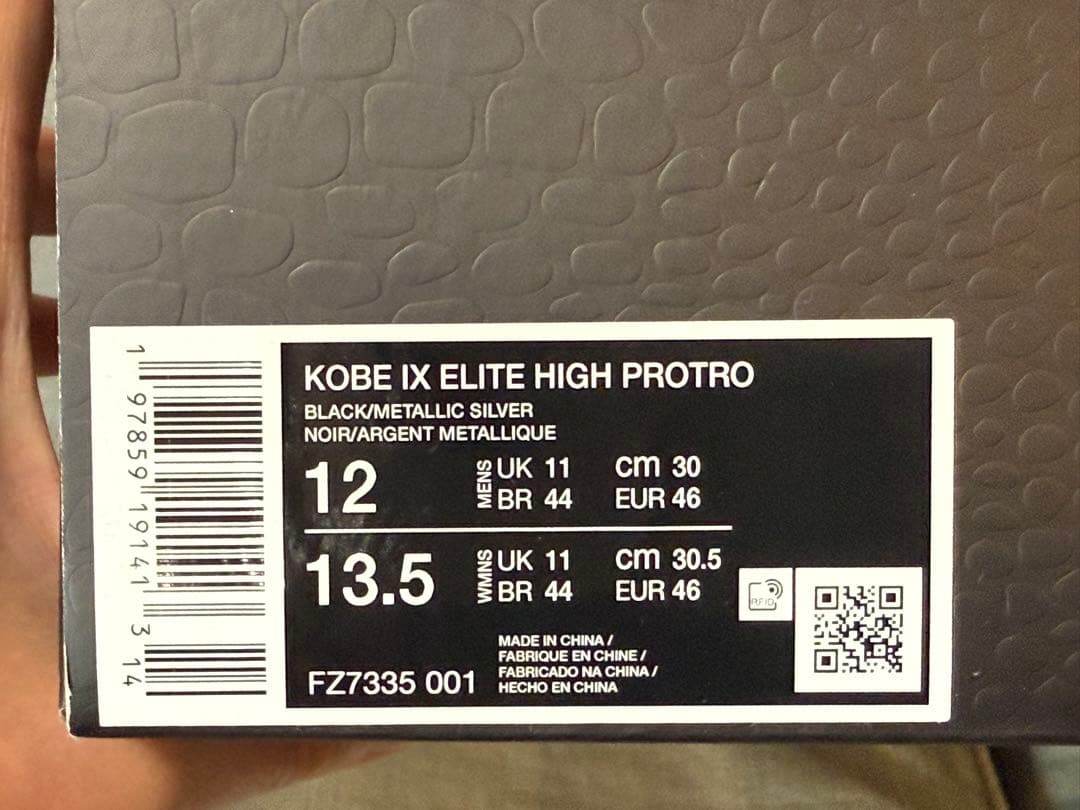 KOBE IX ELITE HIGH PROTRO
BLACK/METALLIC SILVER
NOIR/ARGENT METALLIQUE
12 MENS UK 11 cm 30
BR 44 EUR 46
13.5 WMNS UK 11 cm 30.5
BR 44 EUR 46
RFID
FZ7335 001
MADE IN CHINA /
FABRIQUE EN CHINE /
FABRICADO NA CHINA /
HECHO EN CHINA
1 97859 19141 3 14